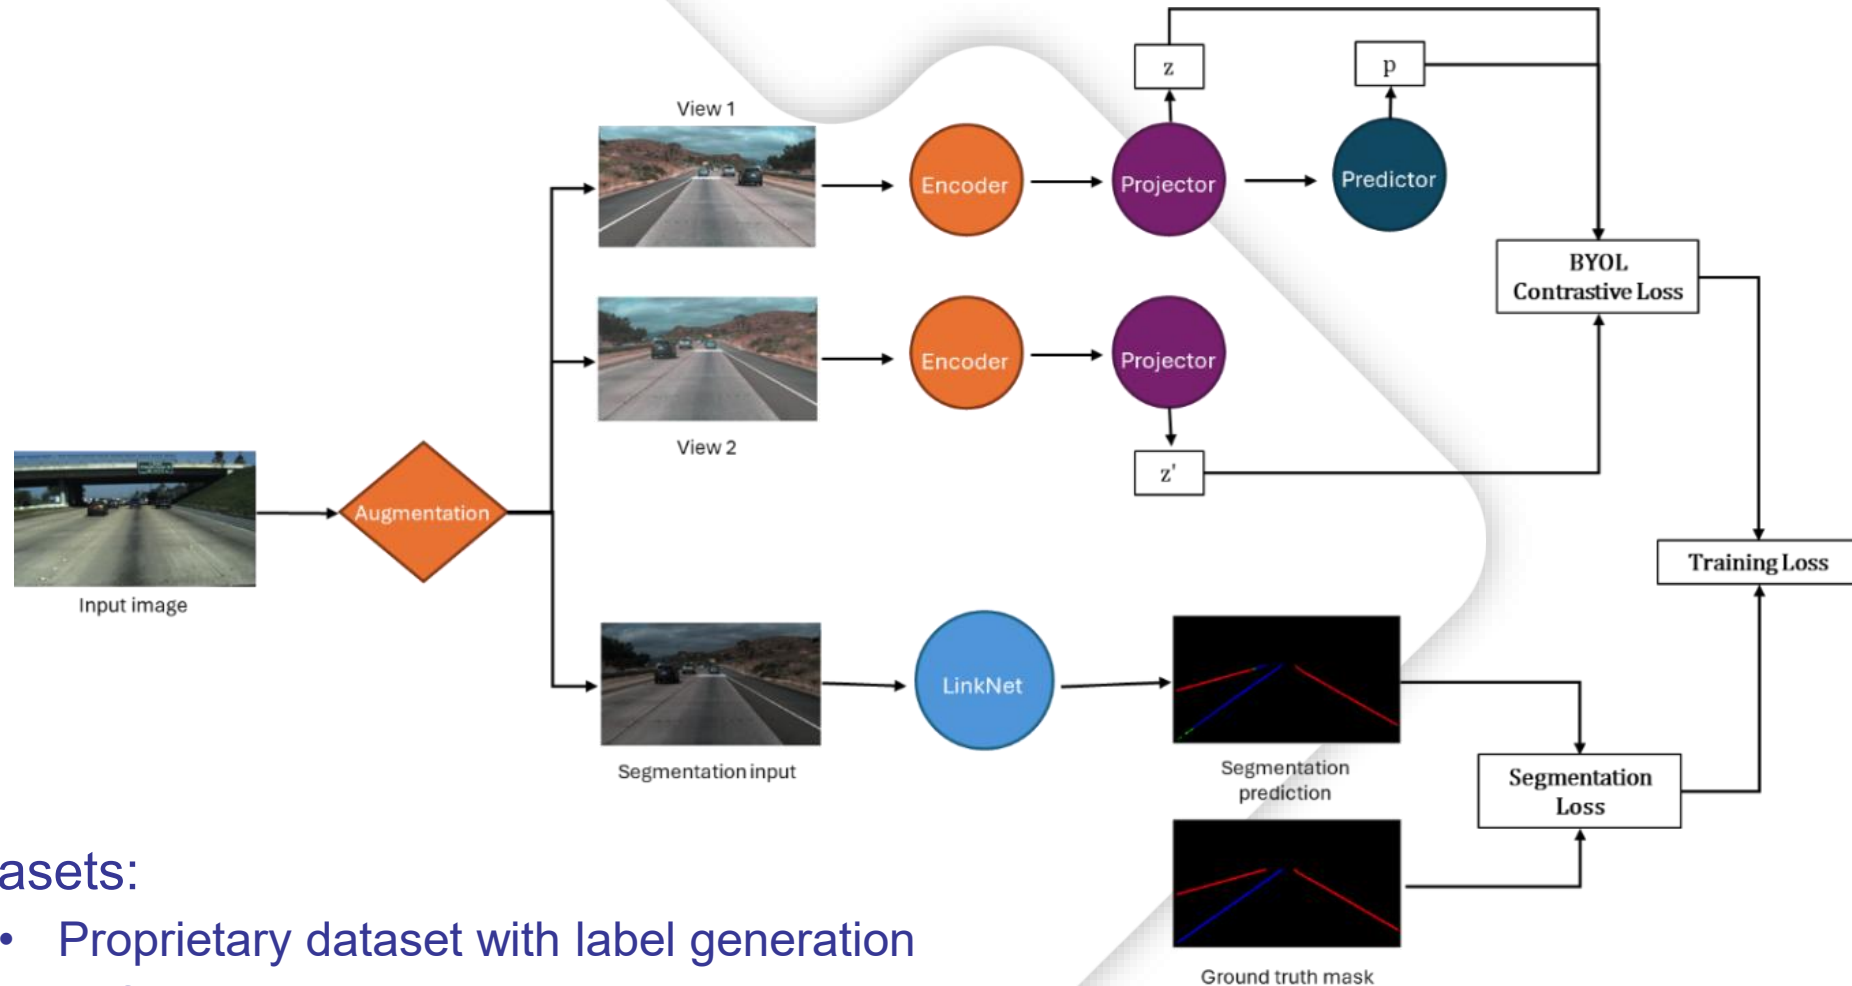 z
p
View 1
Encoder
Projector
Predictor
BYOL
Contrastive Loss
Encoder
Projector
View 2
z'
Augmentation
Input image
Training Loss
LinkNet
Segmentation input
Segmentation
prediction
Segmentation
Loss
Ground truth mask
asets:
• Proprietary dataset with label generation